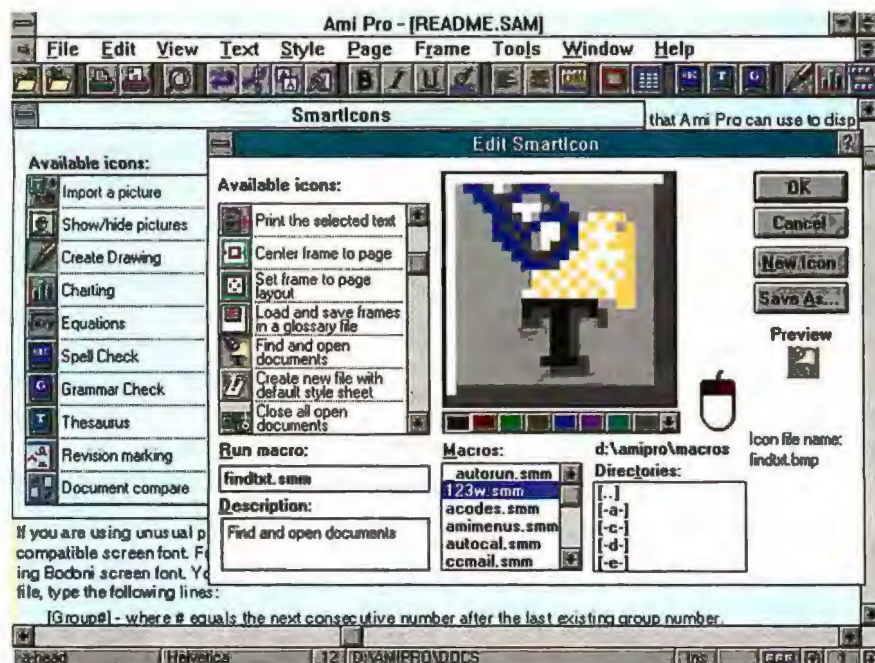 Ami Pro - [README.SAM]
File Edit View Text Style Page Frame Tools Window Help
B I U
SmartIcons
that Ami Pro can use to disp
Edit SmartIcon
Available icons:
Import a picture
Show/hide pictures
Create Drawing
Charting
Equations
Spell Check
Grammar Check
Thesaurus
Revision marking
Document compare
Available icons:
Print the selected text
Center frame to page
Set frame to page
layout
Load and save frames
in a glossary file
Find and open
documents
Create new file with
default style sheet
Close all open
documents
OK
Cancel
New Icon
Save As...
Preview
Icon file name:
findtxt.bmp
Run macro:
findtxt.smm
Description:
Find and open documents
Macros:
autorun.smm
123w.smm
acodes.smm
amimenus.smm
autocal.smm
ccmail.smm
d:\amipro\macros
Directories:
[..]
[-a-]
[-c-]
[-d-]
[-e-]
If you are using unusual p
compatible screen font. Fo
ing Bodoni screen font. Yo
file, type the following lines:
[Group#] - where # equals the next consecutive number after the last existing group number.
a-head Helvetica 12 D:\AMIPRO\DOCS Ins